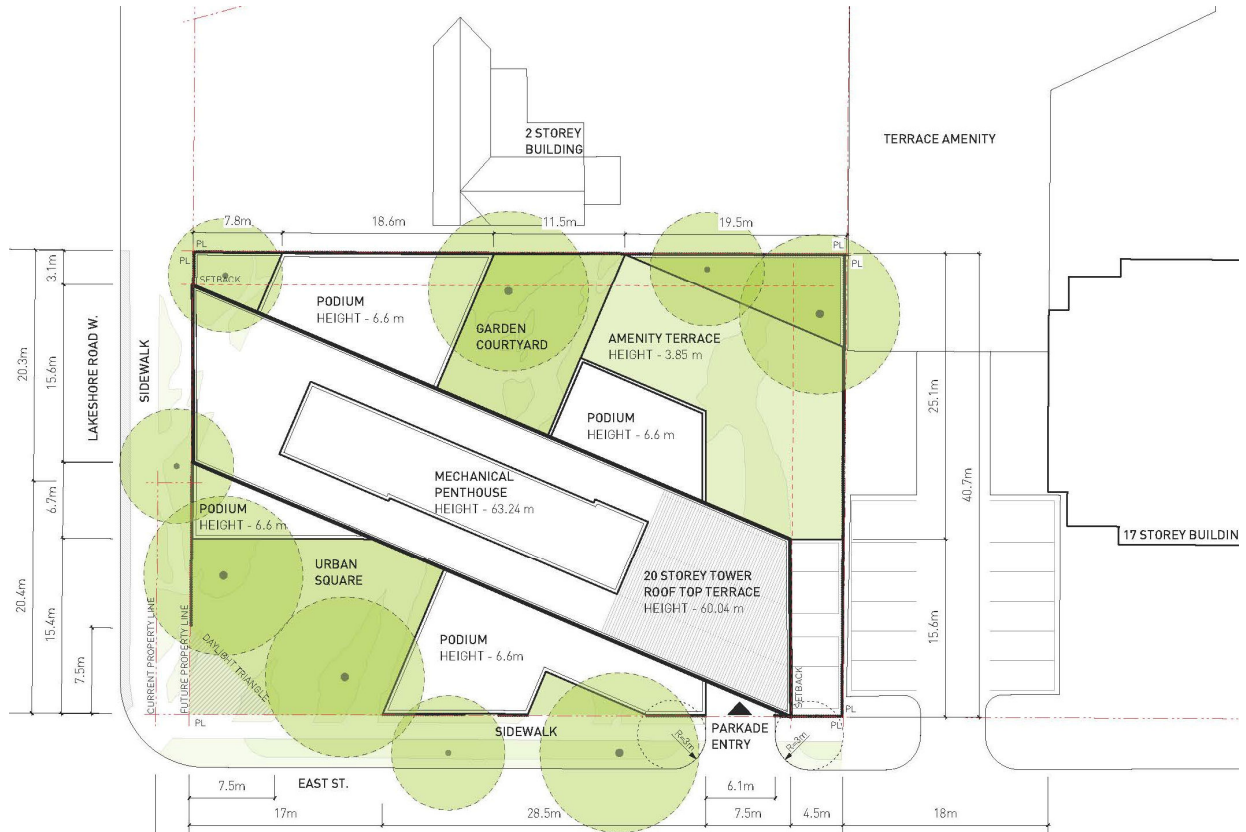 2 STOREY
BUILDING
TERRACE AMENITY
7.8m
18.6m
11.5m
19.5m
PL
PL
PL
PL
SETBACK
3.1m
20.3m
15.6m
LAKESHORE ROAD W.
SIDEWALK
PODIUM
HEIGHT - 6.6 m
GARDEN
COURTYARD
AMENITY TERRACE
HEIGHT - 3.85 m
25.1m
40.7m
PODIUM
HEIGHT - 6.6 m
MECHANICAL
PENTHOUSE
HEIGHT - 63.24 m
6.7m
PODIUM
HEIGHT - 6.6 m
17 STOREY BUILDIN
URBAN
SQUARE
20 STOREY TOWER
ROOF TOP TERRACE
HEIGHT - 60.04 m
20.4m
15.4m
7.5m
15.6m
CURRENT PROPERTY LINE
FUTURE PROPERTY LINE
DAYLIGHT TRIANGLE
PODIUM
HEIGHT - 6.6m
SETBACK
PL
PL
PL
SIDEWALK
R=3m
PARKADE
ENTRY
R=3m
7.5m
EAST ST.
6.1m
17m
28.5m
7.5m
4.5m
18m